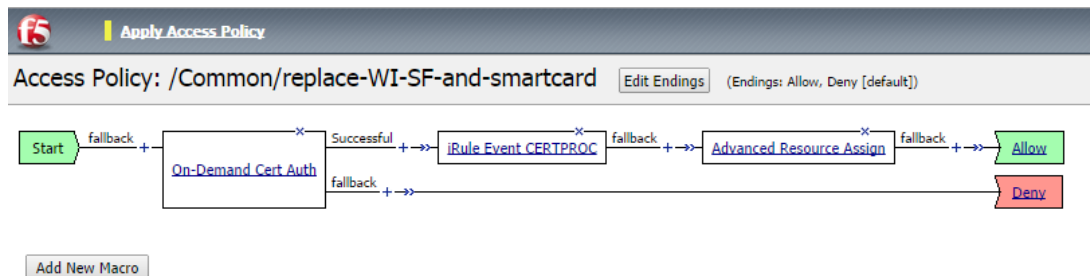 f5
Apply Access Policy
Access Policy: /Common/replace-WI-SF-and-smartcard Edit Endings (Endings: Allow, Deny [default])
Start fallback + On-Demand Cert Auth Successful + iRule Event CERTPROC fallback + Advanced Resource Assign fallback + Allow
fallback + Deny
Add New Macro